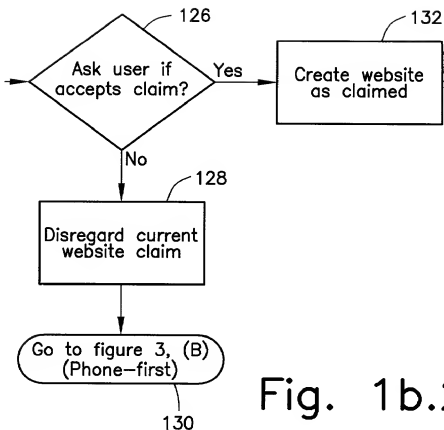 126
132
Ask user if
accepts claim?
Yes
Create website
as claimed
No
128
Disregard current
website claim
Go to figure 3, (B)
(Phone-first)
130
Fig. 1b.